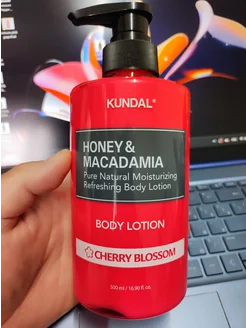 KUNDAL®
HONEY &
MACADAMIA
Pure Natural Moisturizing
Refreshing Body Lotion
BODY LOTION
CHERRY BLOSSOM
500 ml / 16.90 fl. oz